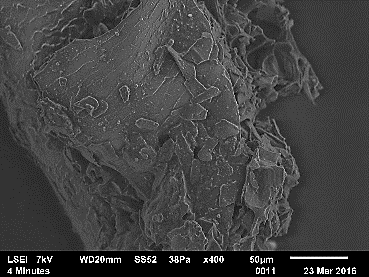 LSEI 7kV WD20mm SS52 38Pa x400 50µm
4 Minutes 0011 23 Mar 2016